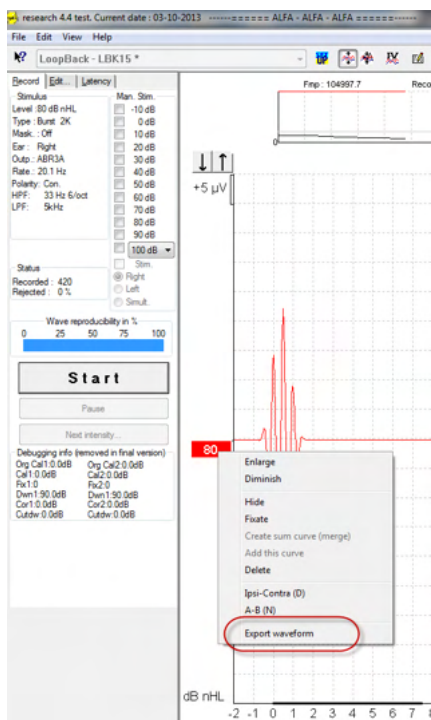 research 4.4 test. Current date : 03-10-2013 ------====== ALFA - ALFA - ALFA ======------
File Edit View Help
LoopBack - LBK15 *
Record Edit... Latency
Stimulus
Level :80 dB nHL
Type : Burst 2K
Mask. : Off
Ear : Right
Outp.: ABR3A
Rate : 20.1 Hz
Polarity: Con.
HPF: 33 Hz 6/oct
LPF: 5kHz
Man. Stim.
-10 dB
0 dB
10 dB
20 dB
30 dB
40 dB
50 dB
60 dB
70 dB
80 dB
90 dB
100 dB
Stim.
Right
Left
Simult.
Status
Recorded : 420
Rejected : 0 %
Wave reproducibility in %
0 25 50 75 100
Start
Pause
Next intensity...
Debugging info (removed in final version)
Org Cal1:0.0dB Org Cal2:0.0dB
Cal1:0.0dB Cal2:0.0dB
Fix1:0 Fix2:0
Dwn1:90.0dB Dwn1:90.0dB
Cor1:0.0dB Cor2:0.0dB
Cutdw:0.0dB Cutdw:0.0dB
Fmp : 104997.7 Reco
0
+5 µV
80
Enlarge
Diminish
Hide
Fixate
Create sum curve (merge)
Add this curve
Delete
Ipsi-Contra (D)
A-B (N)
Export waveform
dB nHL
-2 -1 0 1 2 3 4 5 6 7 8